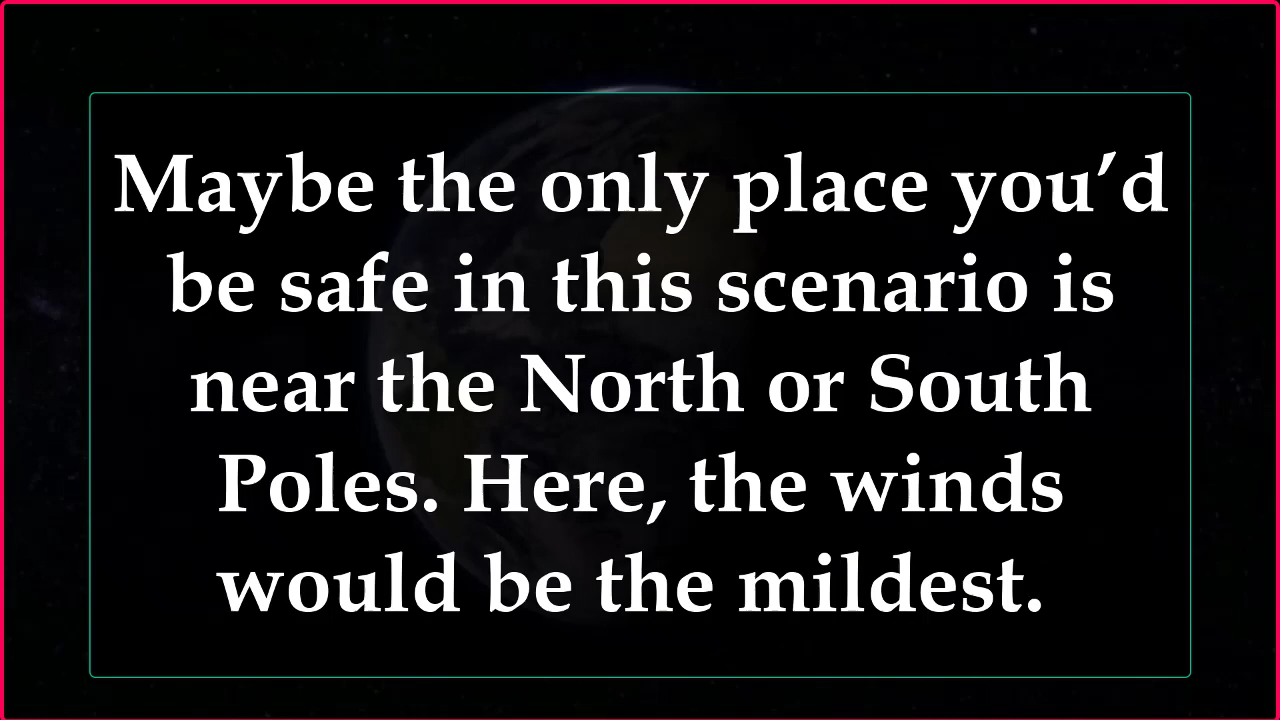 Maybe the only place you’d
be safe in this scenario is
near the North or South
Poles. Here, the winds
would be the mildest.